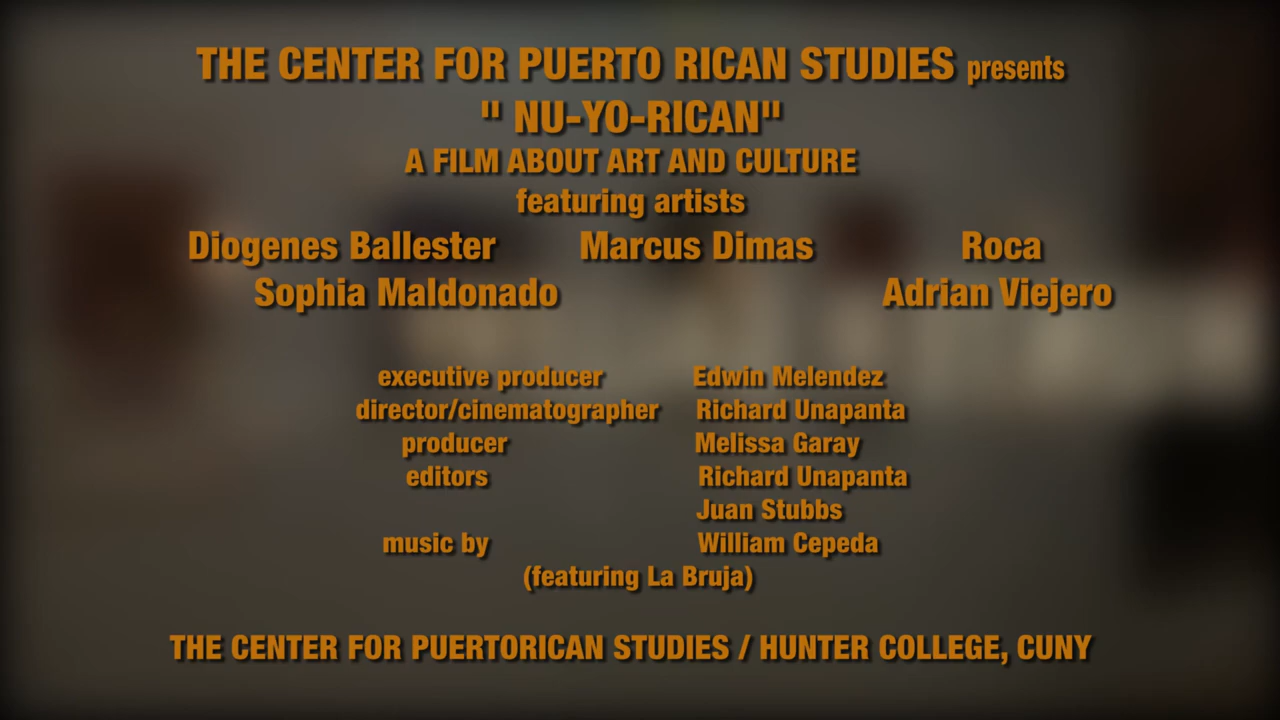 THE CENTER FOR PUERTO RICAN STUDIES presents
" NU-YO-RICAN"
A FILM ABOUT ART AND CULTURE
featuring artists
Diogenes Ballester Marcus Dimas Roca
Sophia Maldonado Adrian Viejero
executive producer Edwin Melendez
director/cinematographer Richard Unapanta
producer Melissa Garay
editors Richard Unapanta
Juan Stubbs
music by William Cepeda
(featuring La Bruja)
THE CENTER FOR PUERTORICAN STUDIES / HUNTER COLLEGE, CUNY